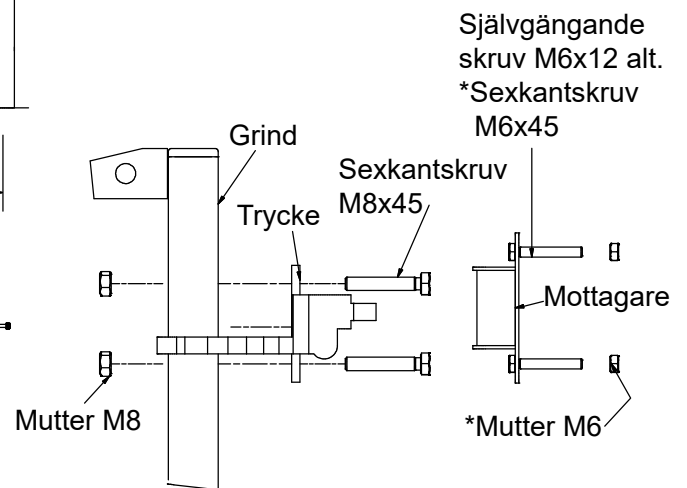 Självgängande
skruv M6x12 alt.
*Sexkantskruv
M6x45
Grind
Sexkantskruv
M8x45
Trycke
Mottagare
Mutter M8
*Mutter M6